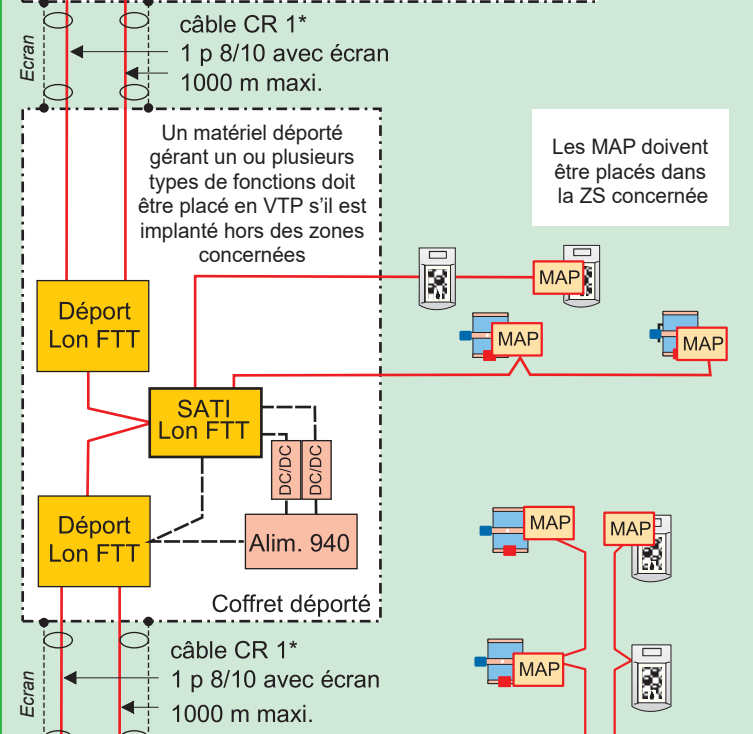 Ecran
câble CR 1*
1 p 8/10 avec écran
1000 m maxi.
Un matériel déporté
gérant un ou plusieurs
types de fonctions doit
être placé en VTP s'il est
implanté hors des zones
concernées
Les MAP doivent
être placés dans
la ZS concernée
MAP
MAP
MAP
Déport
Lon FTT
SATI
Lon FTT
DC/DC
DC/DC
Déport
Lon FTT
Alim. 940
MAP
MAP
MAP
Coffret déporté
Ecran
câble CR 1*
1 p 8/10 avec écran
1000 m maxi.